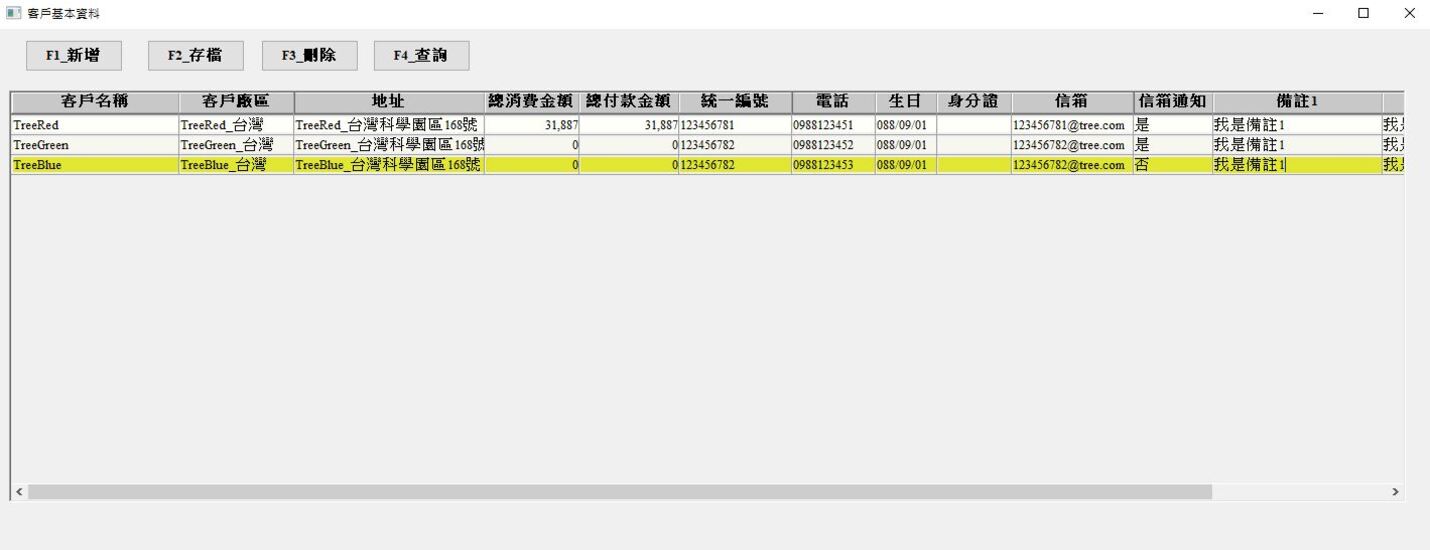 客戶基本資料
F1_新增 F2_存檔 F3_刪除 F4_查詢
客戶名稱 客戶廠區 地址 總消費金額 總付款金額 統一編號 電話 生日 身分證 信箱 信箱通知 備註1
TreeRed TreeRed_台灣 TreeRed_台灣科學園區168號 31,887 31,887 123456781 0988123451 088/09/01 123456781@tree.com 是 我是備註1 我
TreeGreen TreeGreen_台灣 TreeGreen_台灣科學園區168號 0 0 123456782 0988123452 088/09/01 123456782@tree.com 是 我是備註1 我
TreeBlue TreeBlue_台灣 TreeBlue_台灣科學園區168號 0 0 123456782 0988123453 088/09/01 123456782@tree.com 否 我是備註1 我